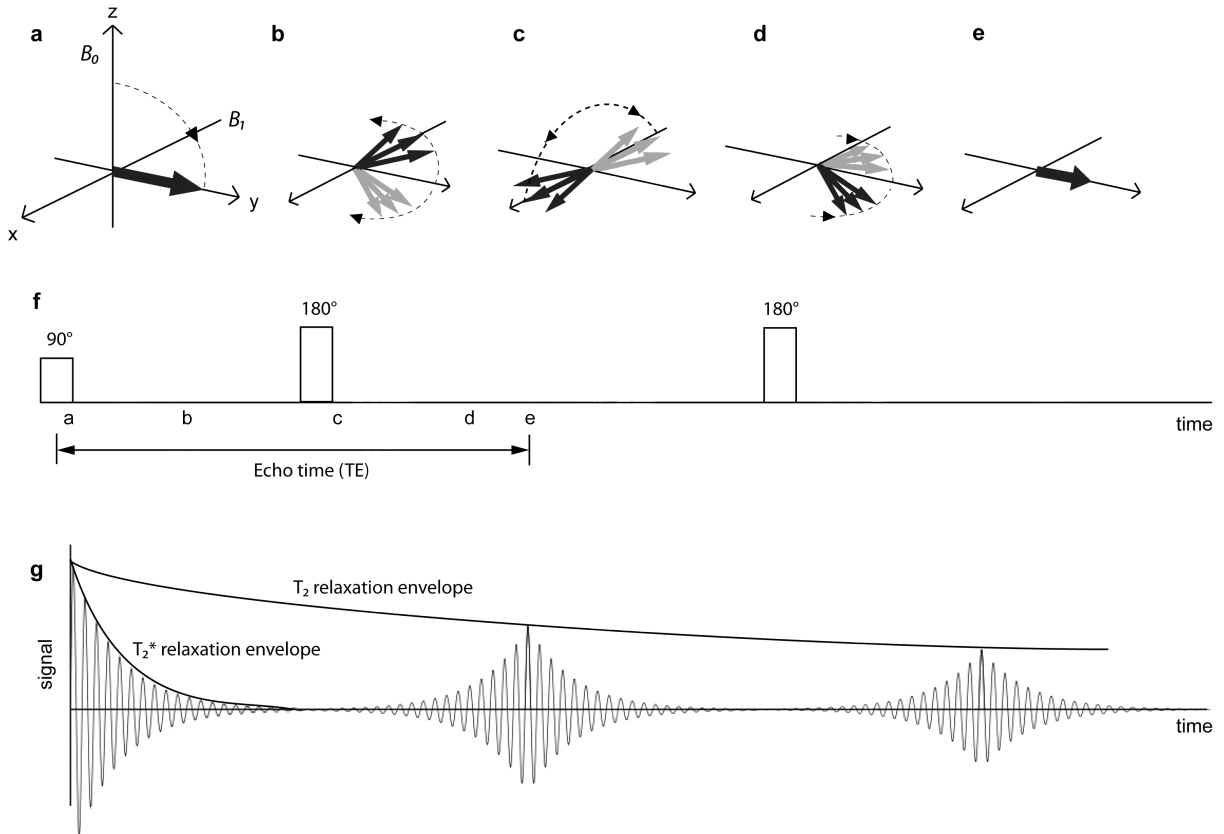 a b c d e
z
B₀
B₁
y
x
f
90° 180° 180°
a b c d e
time
Echo time (TE)
g
T₂ relaxation envelope
T₂* relaxation envelope
signal
time